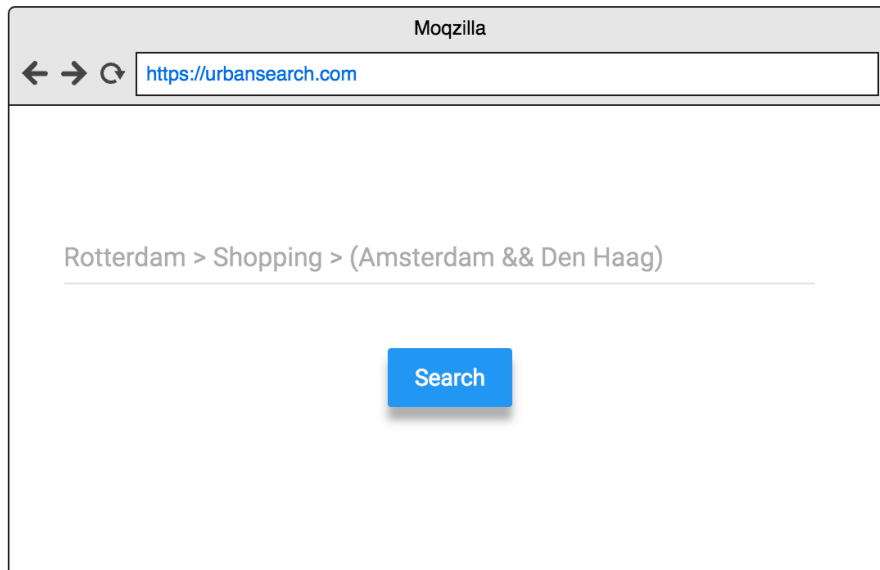 Moqzilla
https://urbansearch.com
Rotterdam > Shopping > (Amsterdam && Den Haag)
Search